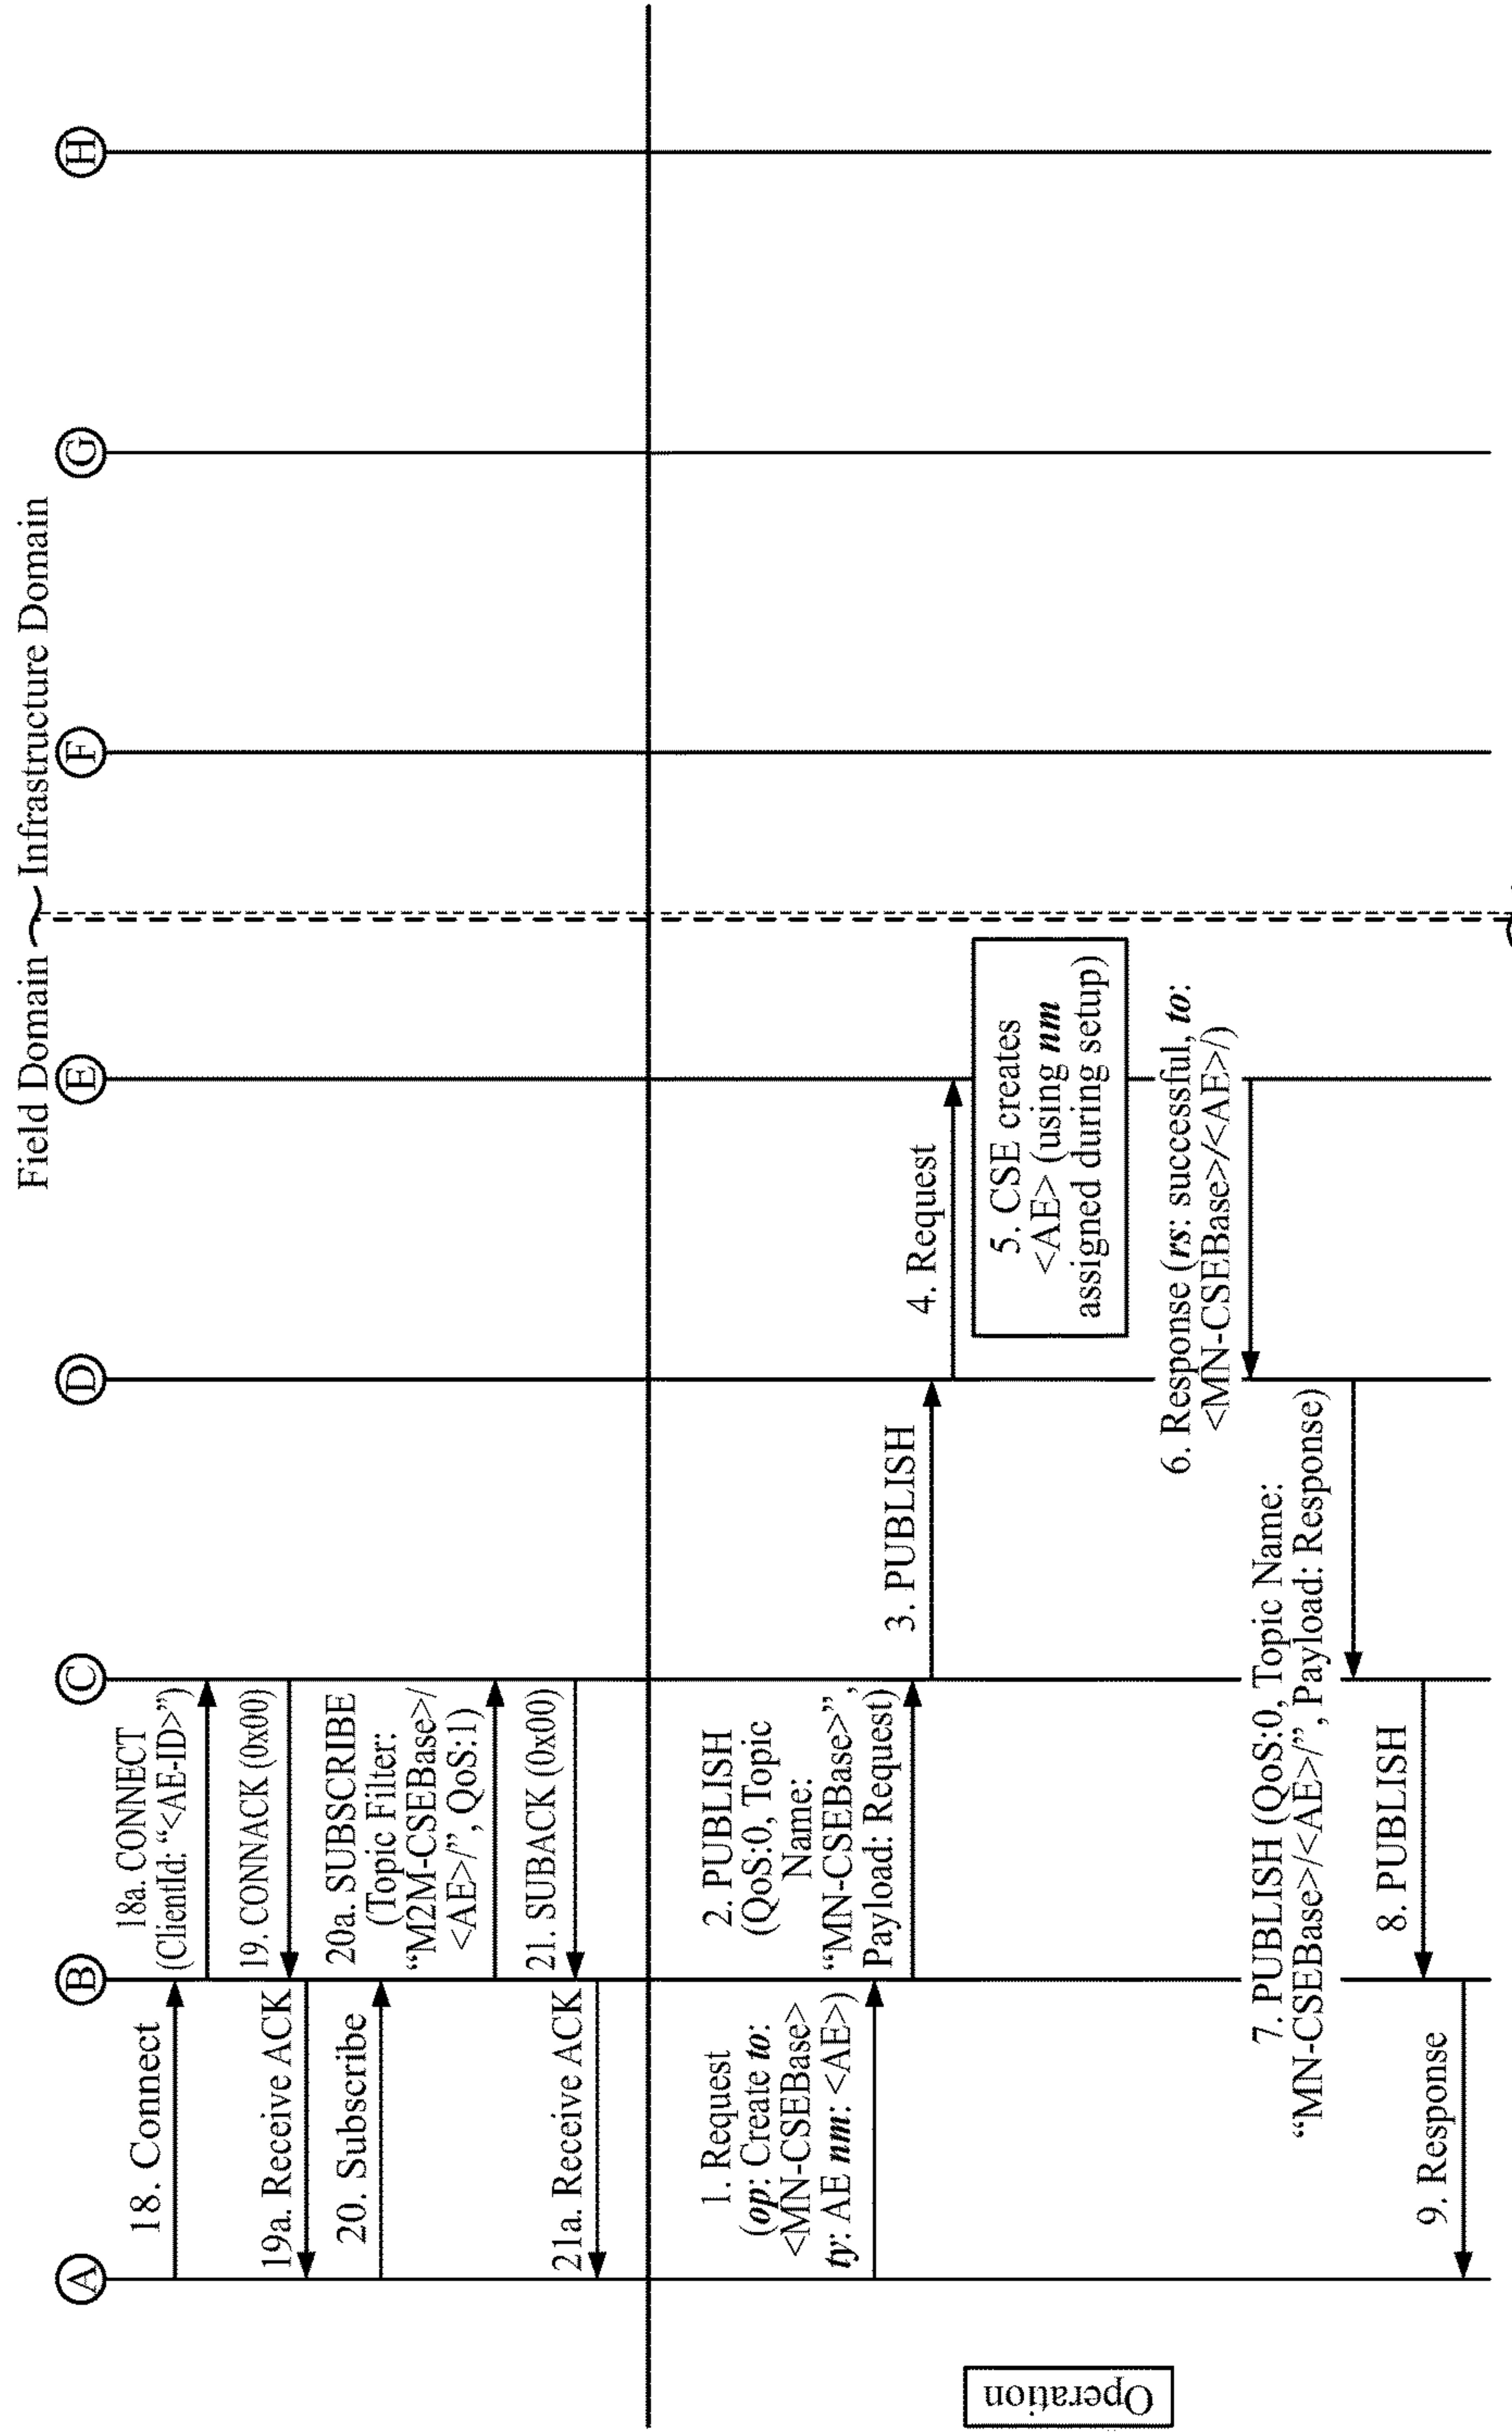 Field Domain
Infrastructure Domain
A
B
C
D
E
F
G
H
18. Connect
18a. CONNECT
(ClientId: “<AE-ID>”)
19. CONNACK (0x00)
19a. Receive ACK
20. Subscribe
20a. SUBSCRIBE
(Topic Filter:
“M2M-CSEBase>/
<AE>/”, QoS:1)
21. SUBACK (0x00)
21a. Receive ACK
Operation
1. Request
(op: Create to:
<MN-CSEBase>
ty: AE nm: <AE>)
2. PUBLISH
(QoS:0, Topic
Name:
“MN-CSEBase>”,
Payload: Request)
3. PUBLISH
4. Request
5. CSE creates
<AE> (using nm
assigned during setup)
6. Response (rs: successful, to:
<MN-CSEBase>/<AE>/)
7. PUBLISH (QoS:0, Topic Name:
“MN-CSEBase>/<AE>/”, Payload: Response)
8. PUBLISH
9. Response